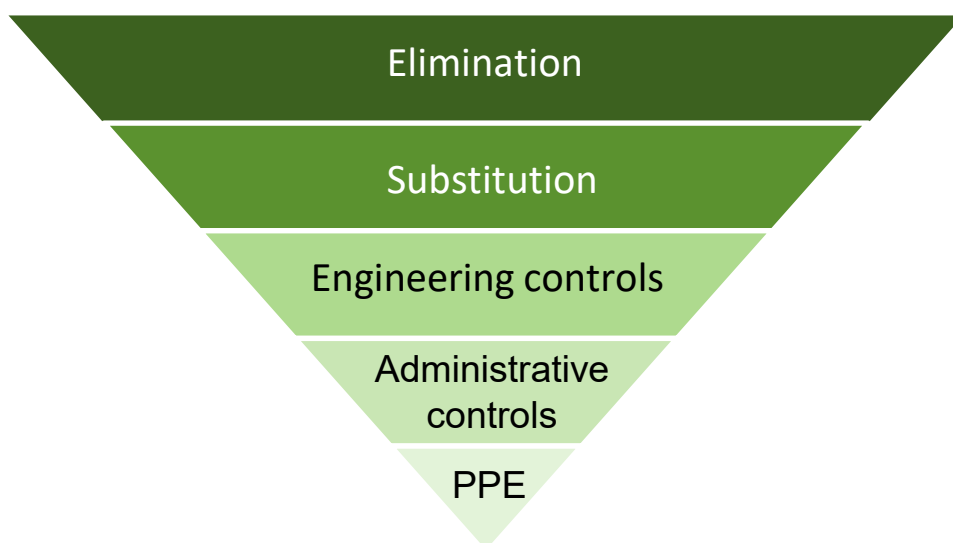 Elimination
Substitution
Engineering controls
Administrative
controls
PPE